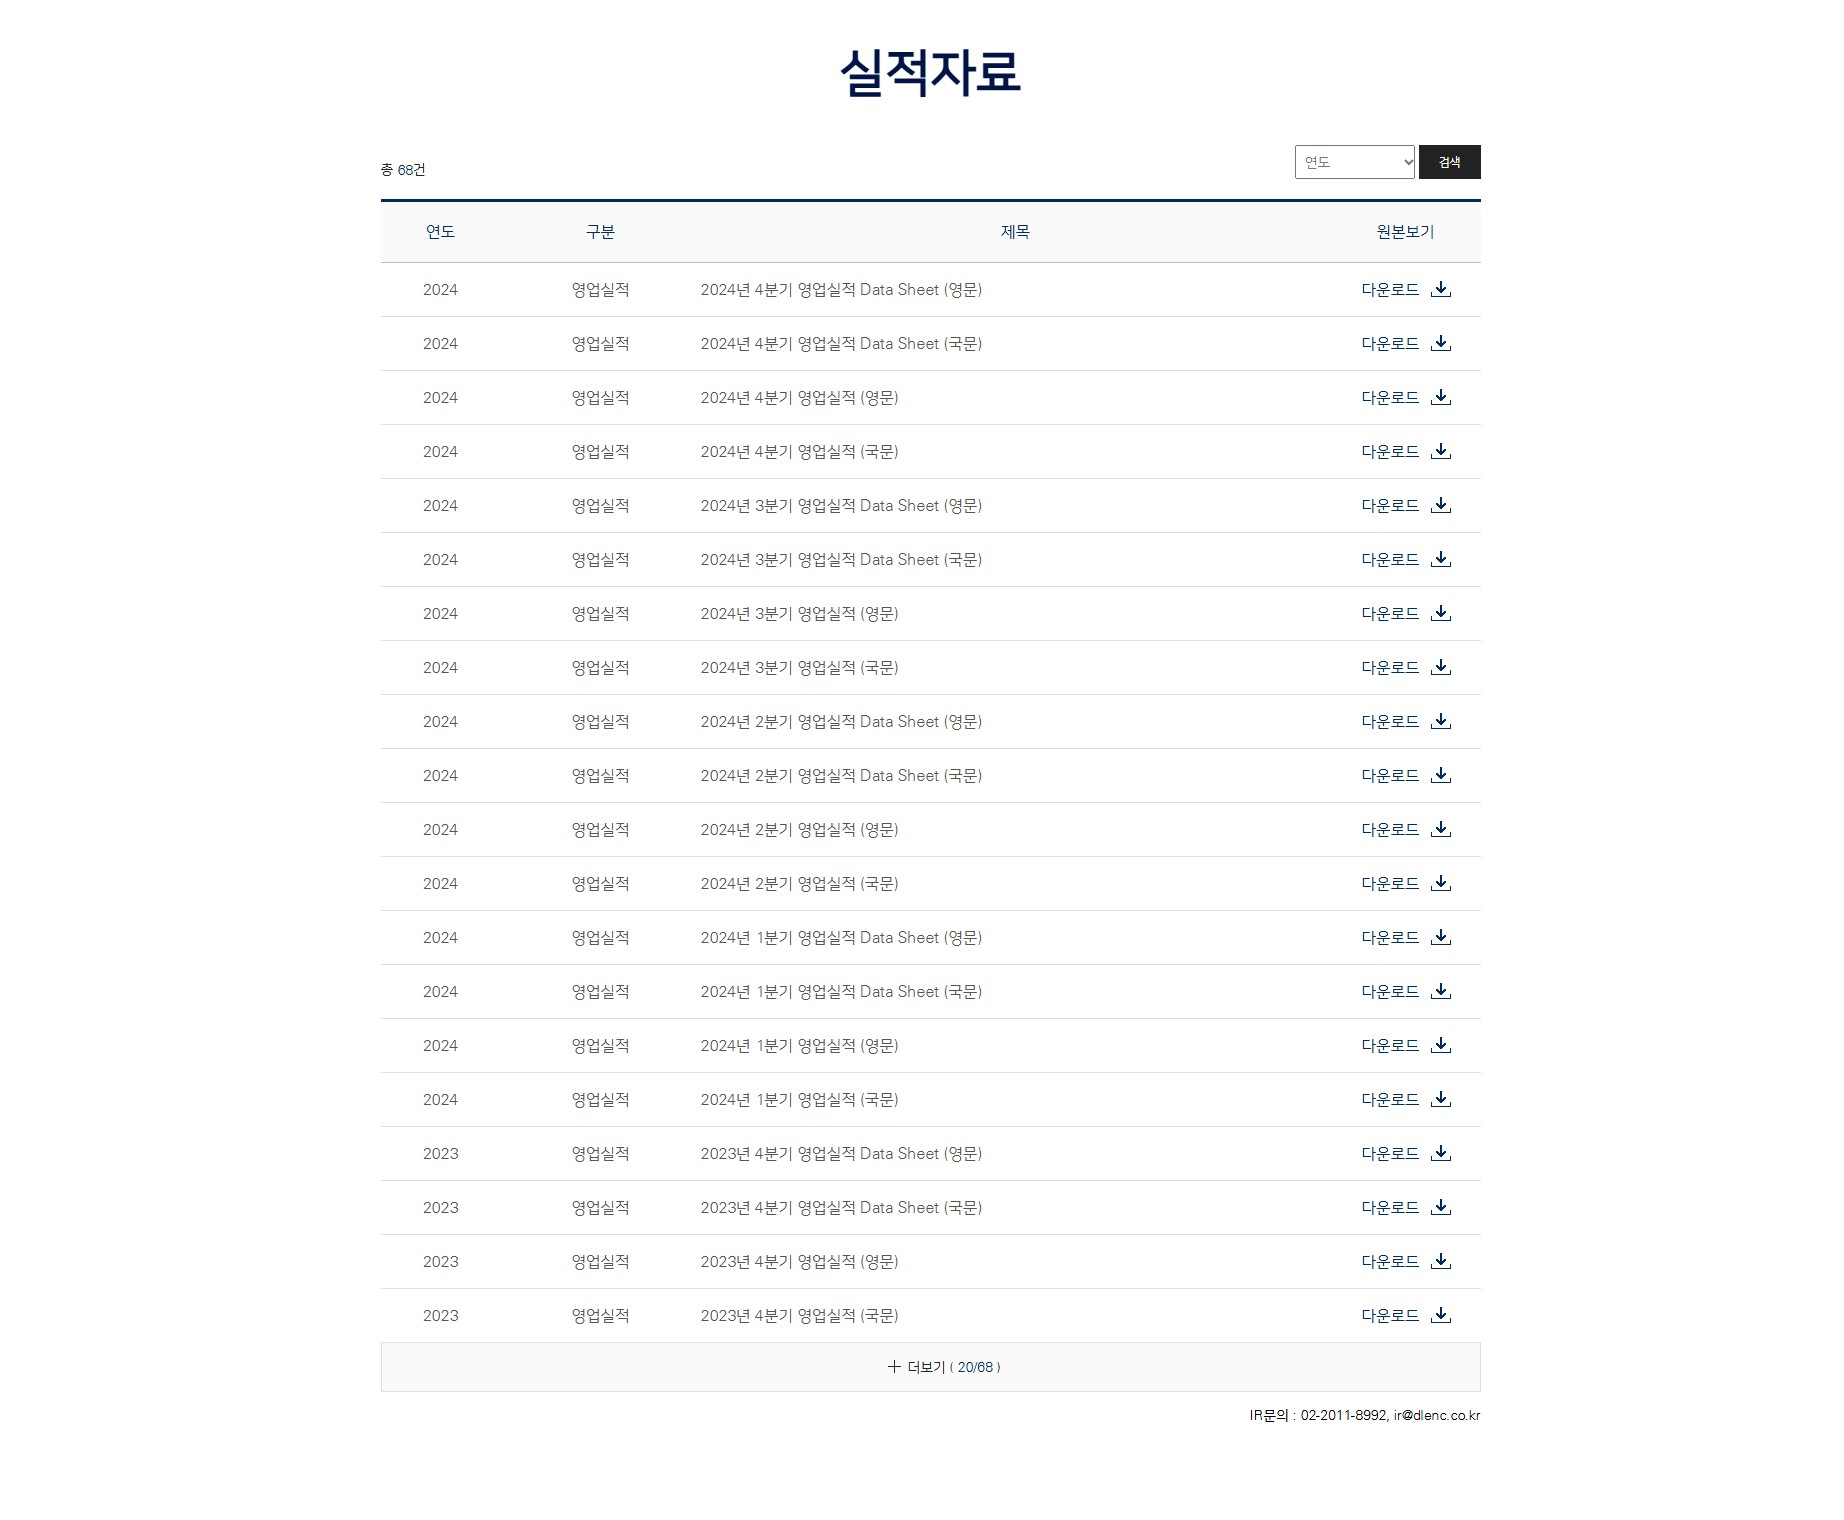 실적자료
총 68건
연도 검색
연도 구분 제목 원본보기
2024 영업실적 2024년 4분기 영업실적 Data Sheet (영문) 다운로드
2024 영업실적 2024년 4분기 영업실적 Data Sheet (국문) 다운로드
2024 영업실적 2024년 4분기 영업실적 (영문) 다운로드
2024 영업실적 2024년 4분기 영업실적 (국문) 다운로드
2024 영업실적 2024년 3분기 영업실적 Data Sheet (영문) 다운로드
2024 영업실적 2024년 3분기 영업실적 Data Sheet (국문) 다운로드
2024 영업실적 2024년 3분기 영업실적 (영문) 다운로드
2024 영업실적 2024년 3분기 영업실적 (국문) 다운로드
2024 영업실적 2024년 2분기 영업실적 Data Sheet (영문) 다운로드
2024 영업실적 2024년 2분기 영업실적 Data Sheet (국문) 다운로드
2024 영업실적 2024년 2분기 영업실적 (영문) 다운로드
2024 영업실적 2024년 2분기 영업실적 (국문) 다운로드
2024 영업실적 2024년 1분기 영업실적 Data Sheet (영문) 다운로드
2024 영업실적 2024년 1분기 영업실적 Data Sheet (국문) 다운로드
2024 영업실적 2024년 1분기 영업실적 (영문) 다운로드
2024 영업실적 2024년 1분기 영업실적 (국문) 다운로드
2023 영업실적 2023년 4분기 영업실적 Data Sheet (영문) 다운로드
2023 영업실적 2023년 4분기 영업실적 Data Sheet (국문) 다운로드
2023 영업실적 2023년 4분기 영업실적 (영문) 다운로드
2023 영업실적 2023년 4분기 영업실적 (국문) 다운로드
더보기 ( 20/68 )
IR문의 : 02-2011-8992, ir@dlenc.co.kr